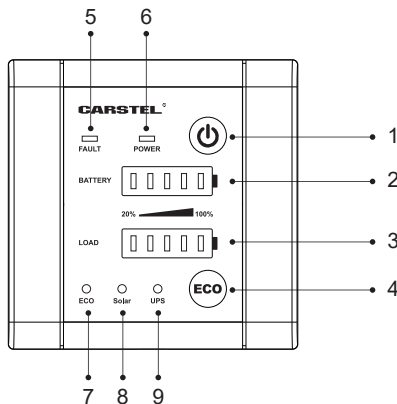 5 6
CARSTEL®
1
FAULT POWER
BATTERY
2
20% 100%
LOAD
3
ECO
4
ECO Solar UPS
7 8 9